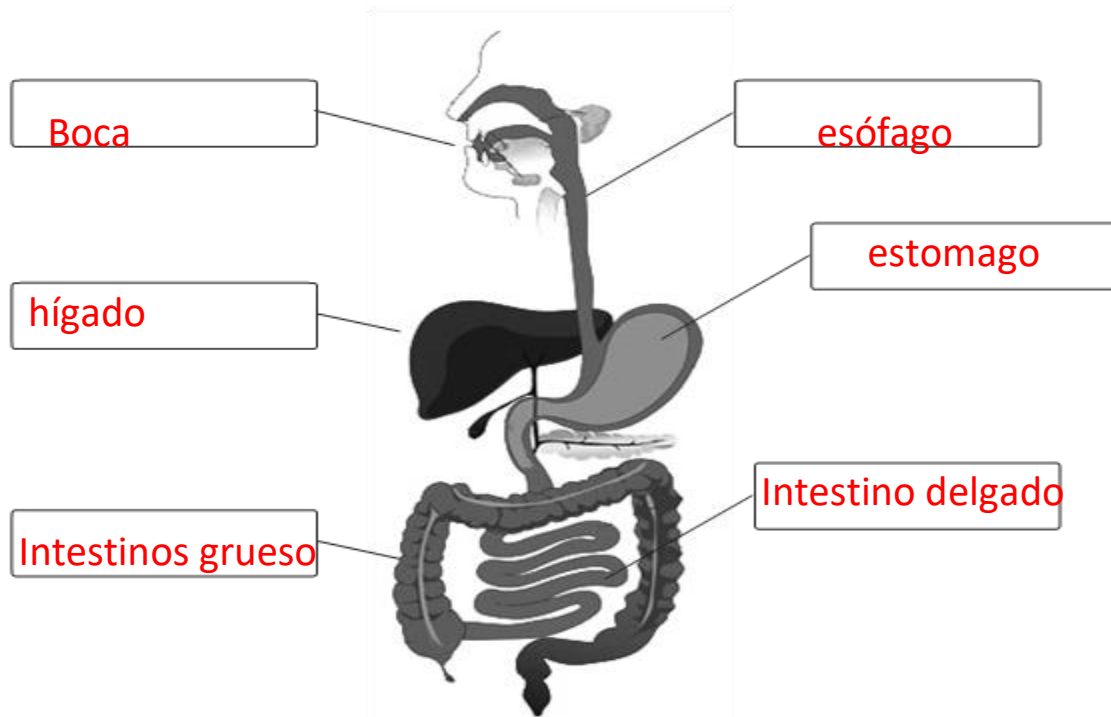 Boca
esófago
estomago
hígado
Intestino delgado
Intestinos grueso